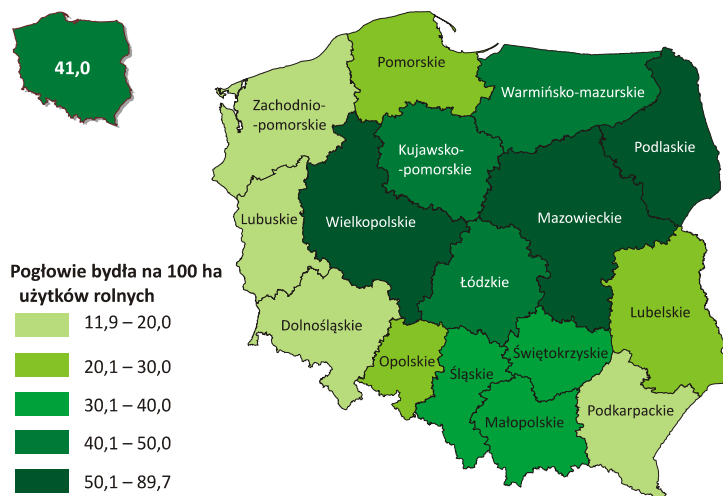 41,0
Pomorskie
Warmińsko-mazurskie
Zachodnio-
-pomorskie
Kujawsko-
-pomorskie
Podlaskie
Lubuskie
Wielkopolskie
Mazowieckie
Łódzkie
Pogłowie bydła na 100 ha
użytków rolnych
11,9 – 20,0
20,1 – 30,0
30,1 – 40,0
40,1 – 50,0
50,1 – 89,7
Dolnośląskie
Lubelskie
Opolskie
Śląskie
Świętokrzyskie
Małopolskie
Podkarpackie